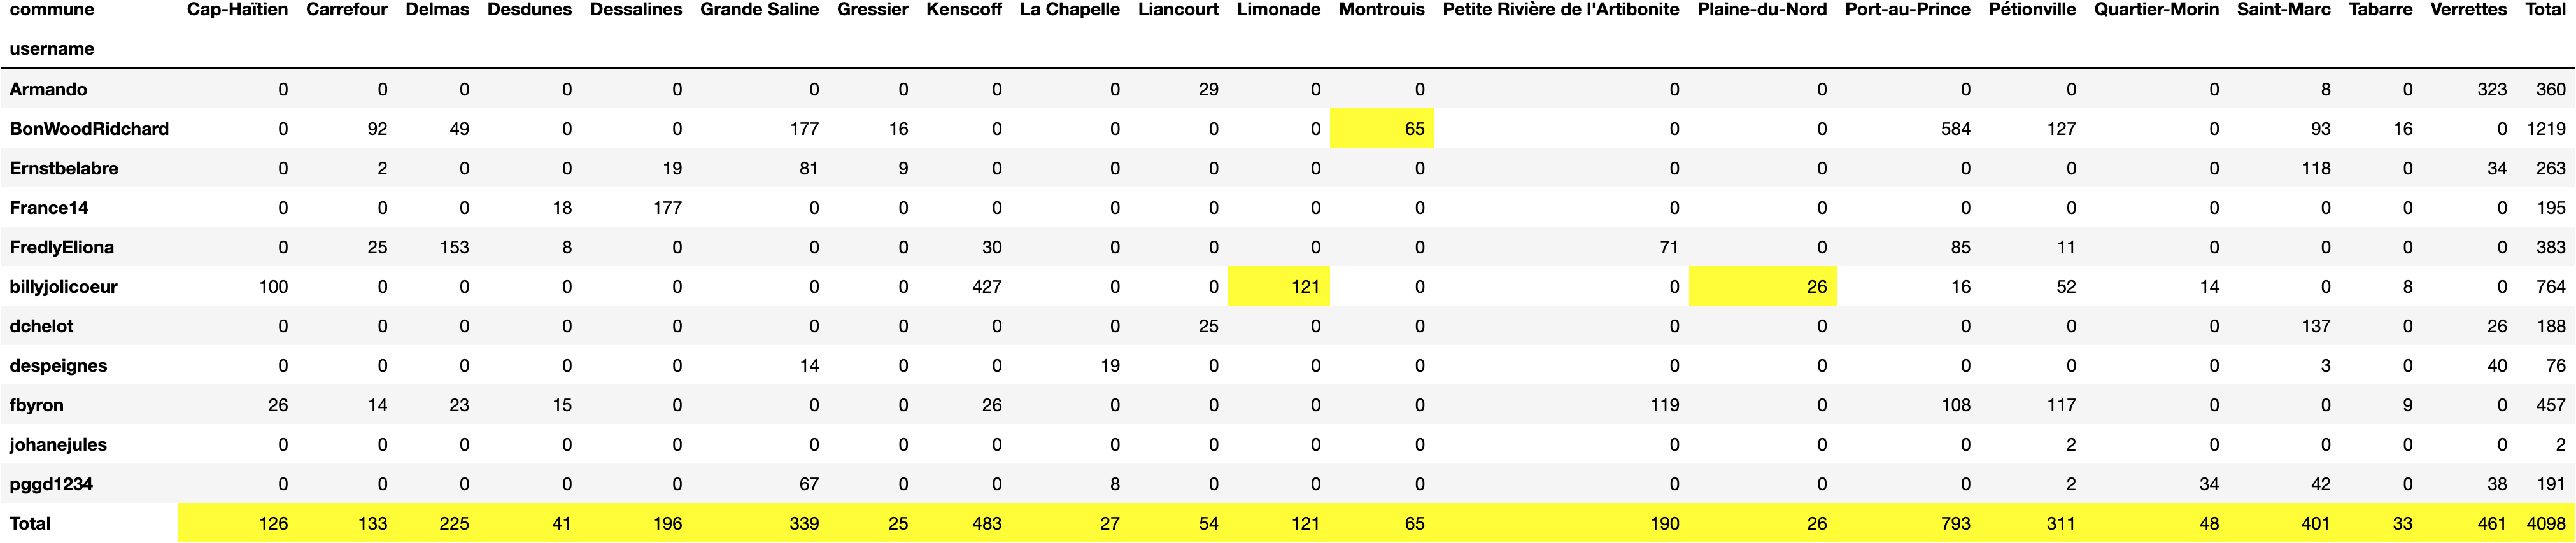 commune Cap-Haïtien Carrefour Delmas Desdunes Dessalines Grande Saline Gressier Kenscoff La Chapelle Liancourt Limonade Montrouis Petite Rivière de l'Artibonite Plaine-du-Nord Port-au-Prince Pétionville Quartier-Morin Saint-Marc Tabarre Verrettes Total
username
Armando 0 0 0 0 0 0 0 0 0 29 0 0 0 0 0 0 0 8 0 323 360
BonWoodRidchard 0 92 49 0 0 177 16 0 0 0 0 65 0 0 584 127 0 93 16 0 1219
Ernstbelabre 0 2 0 0 19 81 9 0 0 0 0 0 0 0 0 0 0 118 0 34 263
France14 0 0 0 18 177 0 0 0 0 0 0 0 0 0 0 0 0 0 0 0 195
FredlyEliona 0 25 153 8 0 0 0 30 0 0 0 0 71 0 85 11 0 0 0 0 383
billyjolicoeur 100 0 0 0 0 0 0 427 0 0 121 0 0 26 16 52 14 0 8 0 764
dchelot 0 0 0 0 0 0 0 0 0 25 0 0 0 0 0 0 0 137 0 26 188
despeignes 0 0 0 0 0 14 0 0 19 0 0 0 0 0 0 0 0 3 0 40 76
fbyron 26 14 23 15 0 0 0 26 0 0 0 0 119 0 108 117 0 0 9 0 457
johanejules 0 0 0 0 0 0 0 0 0 0 0 0 0 0 0 2 0 0 0 0 2
pggd1234 0 0 0 0 0 67 0 0 8 0 0 0 0 0 0 2 34 42 0 38 191
Total 126 133 225 41 196 339 25 483 27 54 121 65 190 26 793 311 48 401 33 461 4098